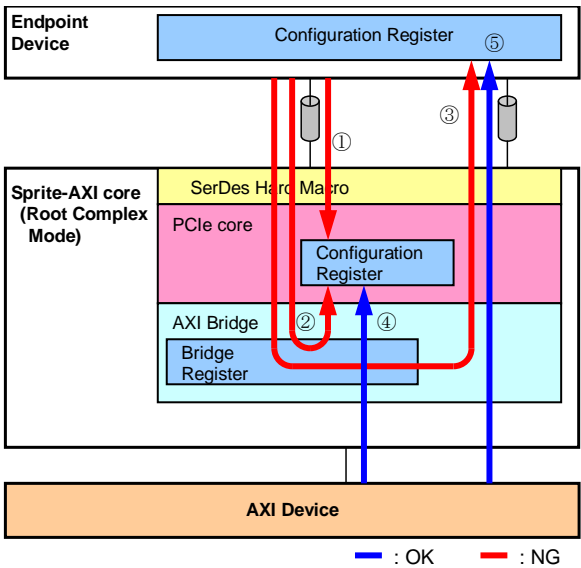 Endpoint
Device
Configuration Register
⑤
③
①
Sprite-AXI core
(Root Complex
Mode)
SerDes Hard Macro
PCIe core
Configuration
Register
AXI Bridge
②
④
Bridge
Register
AXI Device
: OK
: NG